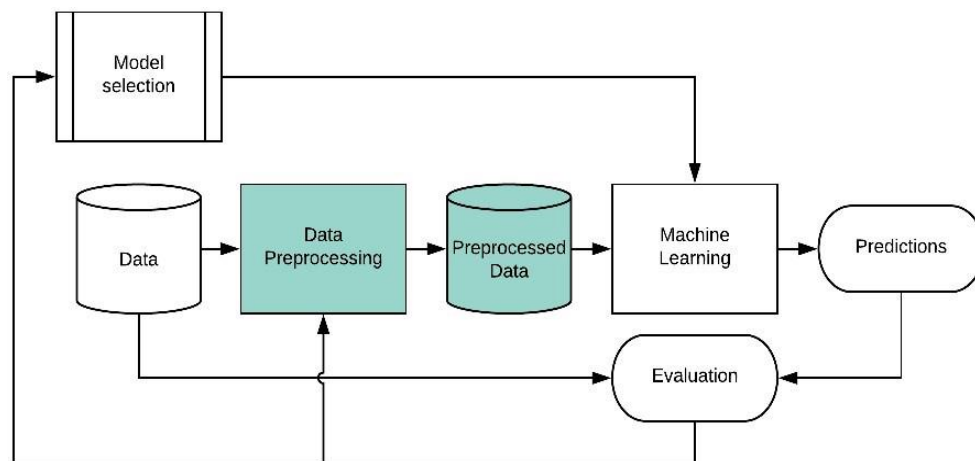 Model
selection
Data
Data
Preprocessing
Preprocessed
Data
Machine
Learning
Predictions
Evaluation